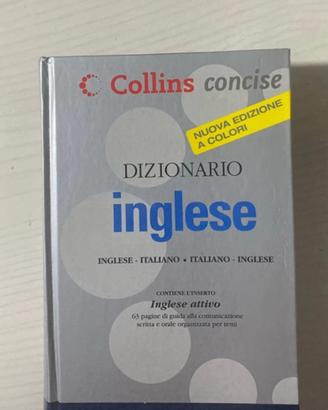 Collins concise
NUOVA EDIZIONE
A COLORI
DIZIONARIO
inglese
INGLESE - ITALIANO • ITALIANO - INGLESE
CONTIENE L'INSERTO
Inglese attivo
63 pagine di guida alla comunicazione
scritta e orale organizzata per temi